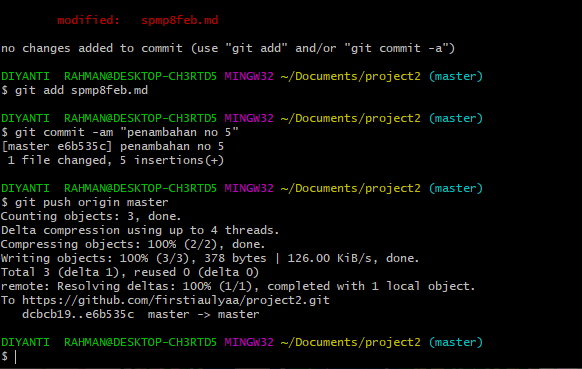 modified: spmp8feb.md
no changes added to commit (use "git add" and/or "git commit -a")
DIYANTI RAHMAN@DESKTOP-CH3RTD5 MINGW32 ~/Documents/project2 (master)
$ git add spmp8feb.md
DIYANTI RAHMAN@DESKTOP-CH3RTD5 MINGW32 ~/Documents/project2 (master)
$ git commit -am "penambahan no 5"
[master e6b535c] penambahan no 5
1 file changed, 5 insertions(+)
DIYANTI RAHMAN@DESKTOP-CH3RTD5 MINGW32 ~/Documents/project2 (master)
$ git push origin master
Counting objects: 3, done.
Delta compression using up to 4 threads.
Compressing objects: 100% (2/2), done.
Writing objects: 100% (3/3), 378 bytes | 126.00 KiB/s, done.
Total 3 (delta 1), reused 0 (delta 0)
remote: Resolving deltas: 100% (1/1), completed with 1 local object.
To https://github.com/firstiaulyaa/project2.git
dcbcb19..e6b535c master -> master
DIYANTI RAHMAN@DESKTOP-CH3RTD5 MINGW32 ~/Documents/project2 (master)
$